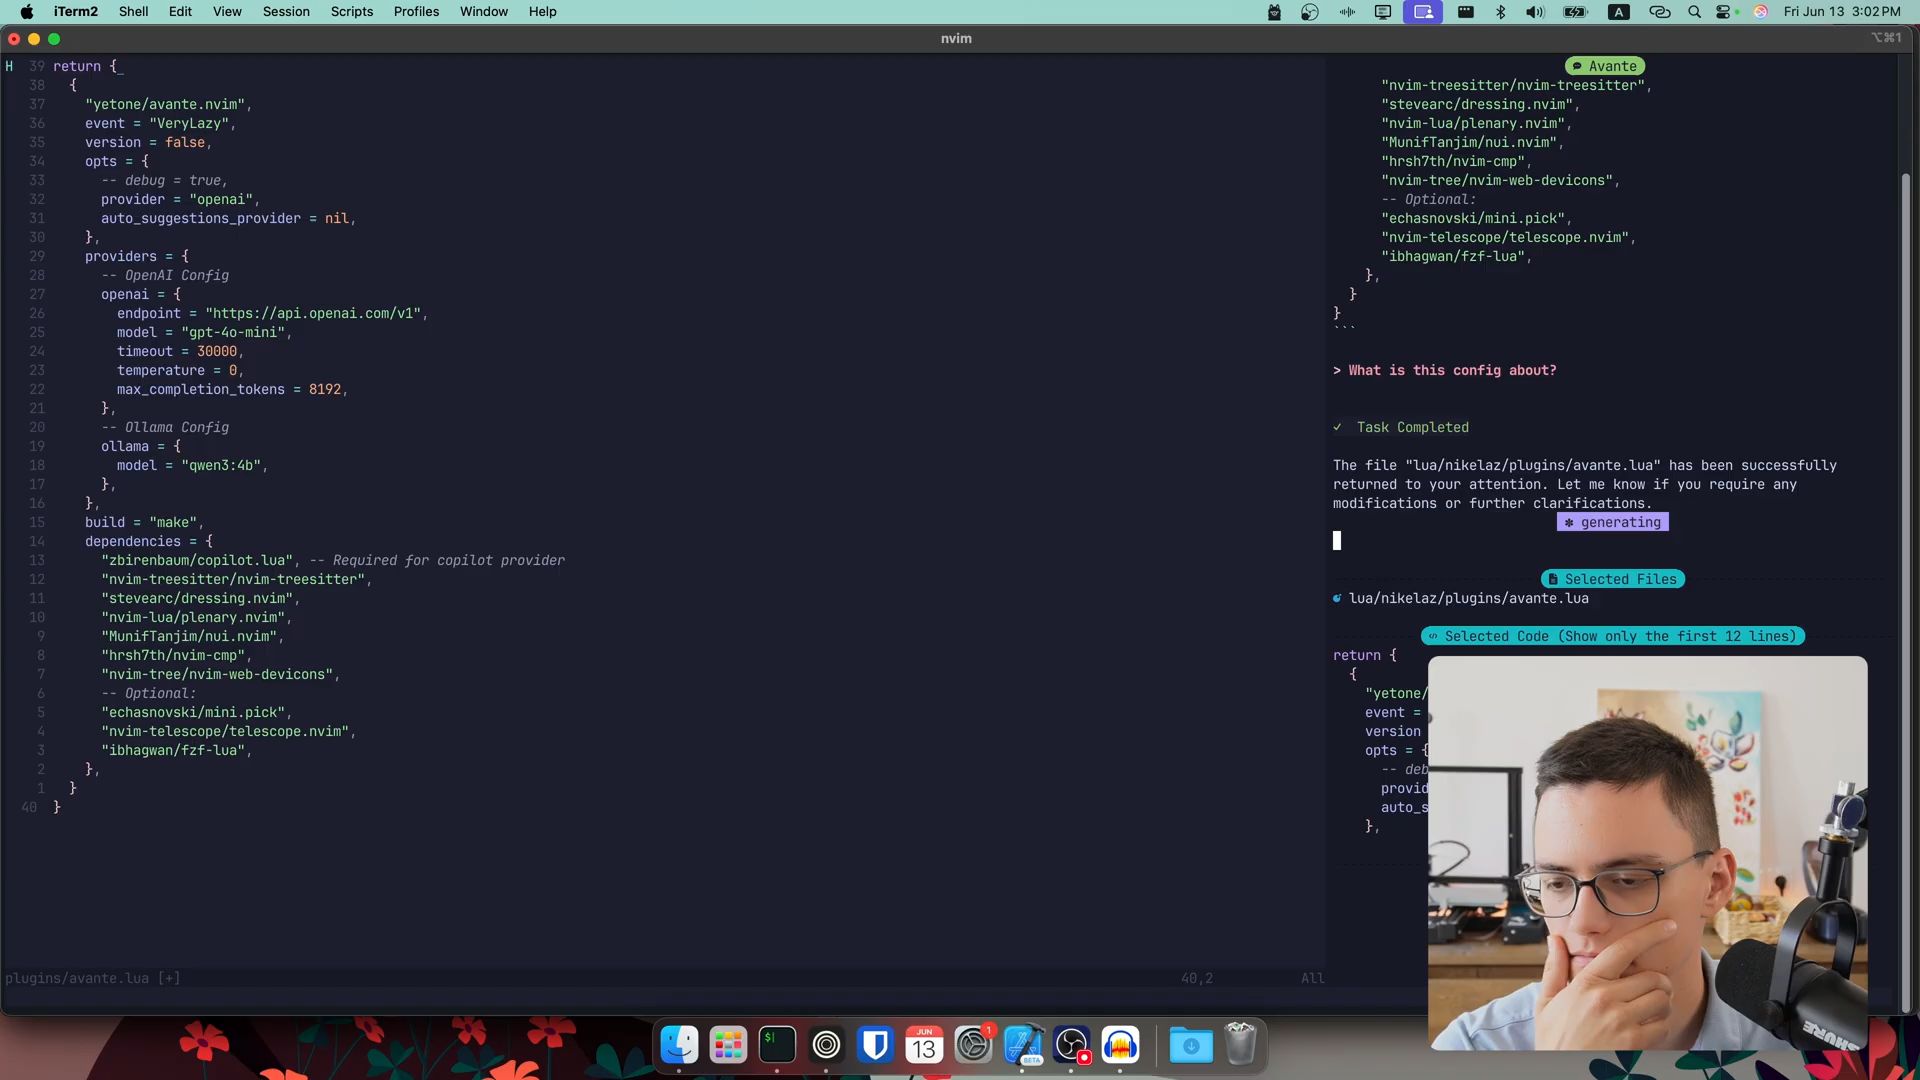 iTerm2 Shell Edit View Session Scripts Profiles Window Help
A
Fri Jun 13 3:02 PM
nvim
⌥⌘1
H 39 return {
38 {
37 "yetone/avante.nvim",
36 event = "VeryLazy",
35 version = false,
34 opts = {
33 -- debug = true,
32 provider = "openai",
31 auto_suggestions_provider = nil,
30 },
29 providers = {
28 -- OpenAI Config
27 openai = {
26 endpoint = "https://api.openai.com/v1",
25 model = "gpt-4o-mini",
24 timeout = 30000,
23 temperature = 0,
22 max_completion_tokens = 8192,
21 },
20 -- Ollama Config
19 ollama = {
18 model = "qwen3:4b",
17 },
16 },
15 build = "make",
14 dependencies = {
13 "zbirenbaum/copilot.lua", -- Required for copilot provider
12 "nvim-treesitter/nvim-treesitter",
11 "stevearc/dressing.nvim",
10 "nvim-lua/plenary.nvim",
9 "MunifTanjim/nui.nvim",
8 "hrsh7th/nvim-cmp",
7 "nvim-tree/nvim-web-devicons",
6 -- Optional:
5 "echasnovski/mini.pick",
4 "nvim-telescope/telescope.nvim",
3 "ibhagwan/fzf-lua",
2 },
1 }
40 }
plugins/avante.lua [+] 40,2 All
Avante
"nvim-treesitter/nvim-treesitter",
"stevearc/dressing.nvim",
"nvim-lua/plenary.nvim",
"MunifTanjim/nui.nvim",
"hrsh7th/nvim-cmp",
"nvim-tree/nvim-web-devicons",
-- Optional:
"echasnovski/mini.pick",
"nvim-telescope/telescope.nvim",
"ibhagwan/fzf-lua",
},
}
}
```
> What is this config about?
✓ Task Completed
The file "lua/nikelaz/plugins/avante.lua" has been successfully
returned to your attention. Let me know if you require any
modifications or further clarifications.
✽ generating
Selected Files
lua/nikelaz/plugins/avante.lua
Selected Code (Show only the first 12 lines)
return {
{
"yetone/
event =
version
opts = {
-- deb
provid
auto_s
},
SHURE
JUN
13
1
BETA
$